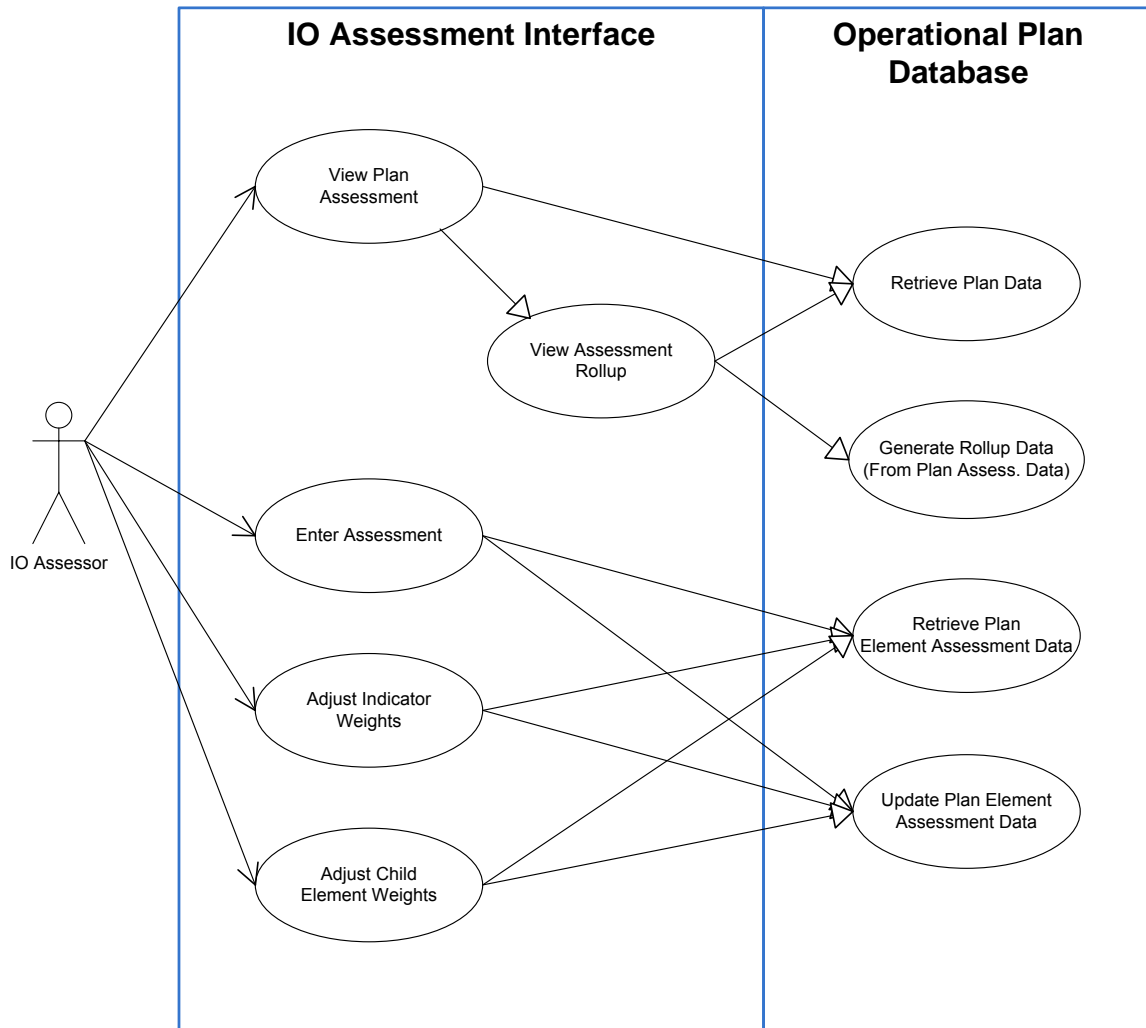 IO Assessment Interface
Operational Plan
Database
View Plan
Assessment
Retrieve Plan Data
View Assessment
Rollup
Generate Rollup Data
(From Plan Assess. Data)
IO Assessor
Enter Assessment
Retrieve Plan
Element Assessment Data
Adjust Indicator
Weights
Update Plan Element
Assessment Data
Adjust Child
Element Weights